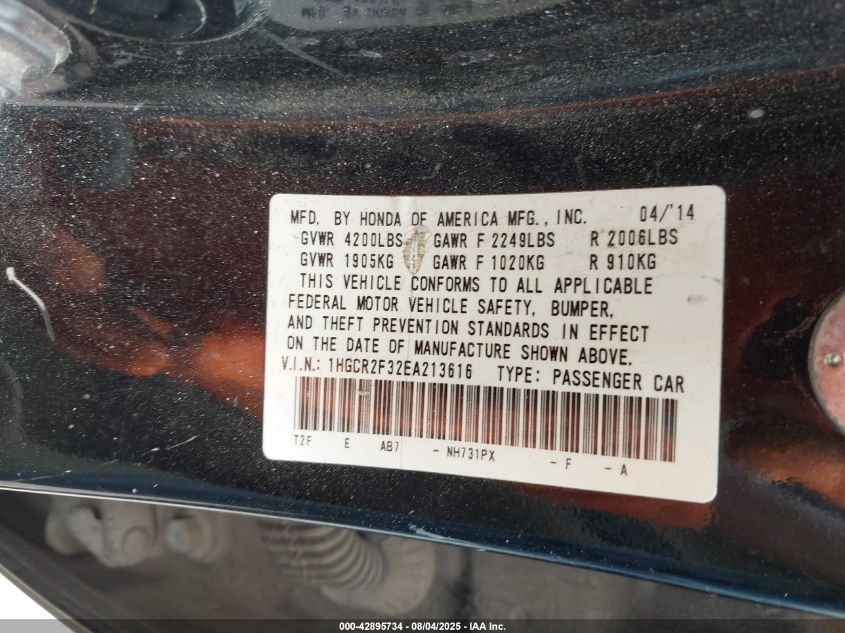 MFD. BY HONDA OF AMERICA MFG., INC. 04/'14
GVWR 4200LBS GAWR F 2249LBS R 2006LBS
GVWR 1905KG GAWR F 1020KG R 910KG
THIS VEHICLE CONFORMS TO ALL APPLICABLE
FEDERAL MOTOR VEHICLE SAFETY, BUMPER,
AND THEFT PREVENTION STANDARDS IN EFFECT
ON THE DATE OF MANUFACTURE SHOWN ABOVE.
V.I.N.: 1HGCR2F32EA213616 TYPE: PASSENGER CAR
T2F E AB7 - NH731PX - F - A
000-42895734 - 08/04/2025 - IAA Inc.